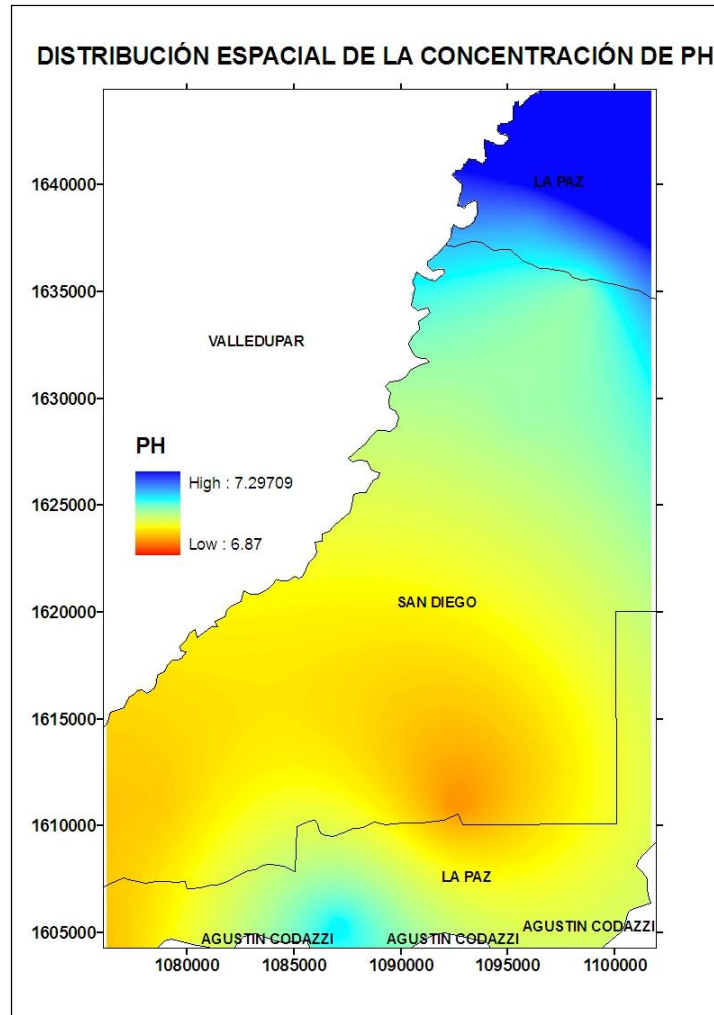 DISTRIBUCIÓN ESPACIAL DE LA CONCENTRACIÓN DE PH
1640000
LA PAZ
1635000
VALLEDUPAR
1630000
PH
High : 7.29709
1625000
Low : 6.87
SAN DIEGO
1620000
1615000
1610000
LA PAZ
1605000
AGUSTIN CODAZZI
AGUSTIN CODAZZI
AGUSTIN CODAZZI
1080000 1085000 1090000 1095000 1100000